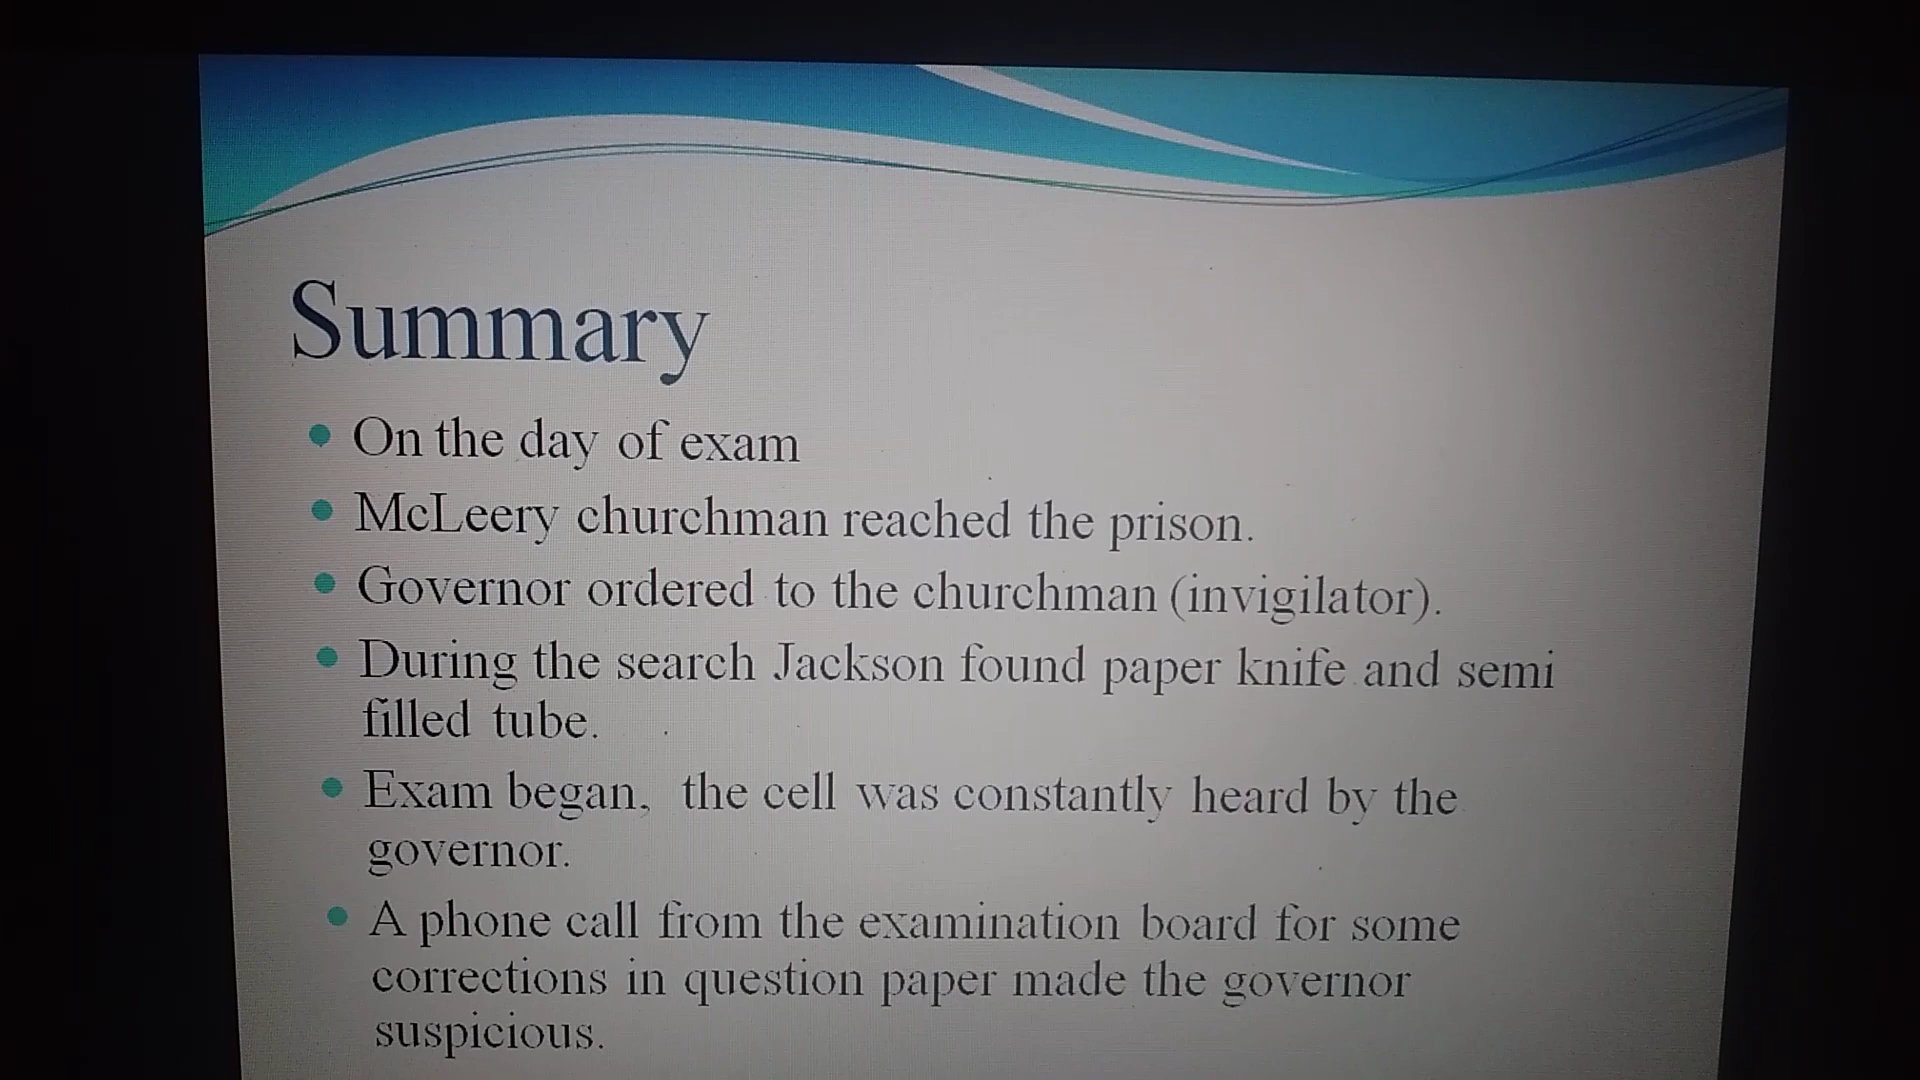 Summary
On the day of exam
McLeery churchman reached the prison.
Governor ordered to the churchman (invigilator).
During the search Jackson found paper knife and semi
filled tube.
Exam began, the cell was constantly heard by the
governor.
A phone call from the examination board for some
corrections in question paper made the governor
suspicious.